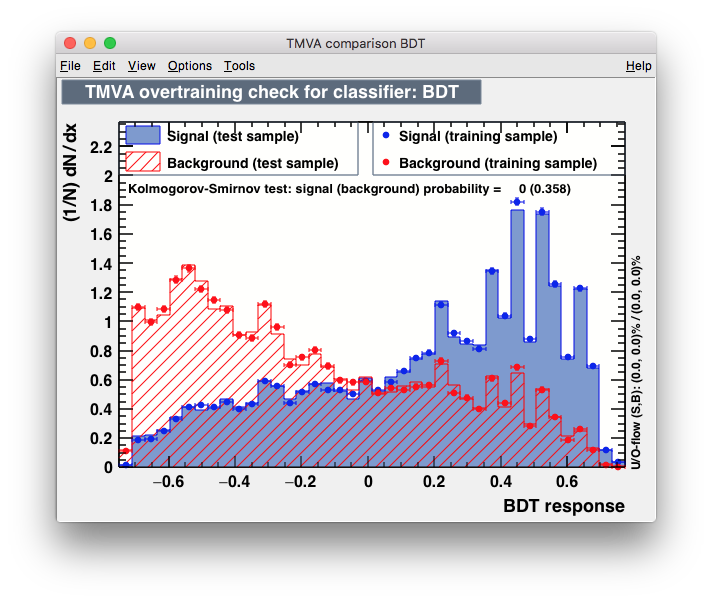 TMVA comparison BDT
File Edit View Options Tools Help
TMVA overtraining check for classifier: BDT
(1/N) dN / dx
Signal (test sample)
Background (test sample)
Signal (training sample)
Background (training sample)
Kolmogorov-Smirnov test: signal (background) probability = 0 (0.358)
2.2
2
1.8
1.6
1.4
1.2
1
0.8
0.6
0.4
0.2
0
−0.6 −0.4 −0.2 0 0.2 0.4 0.6
BDT response
U/O-flow (S,B): (0.0, 0.0)% / (0.0, 0.0)%